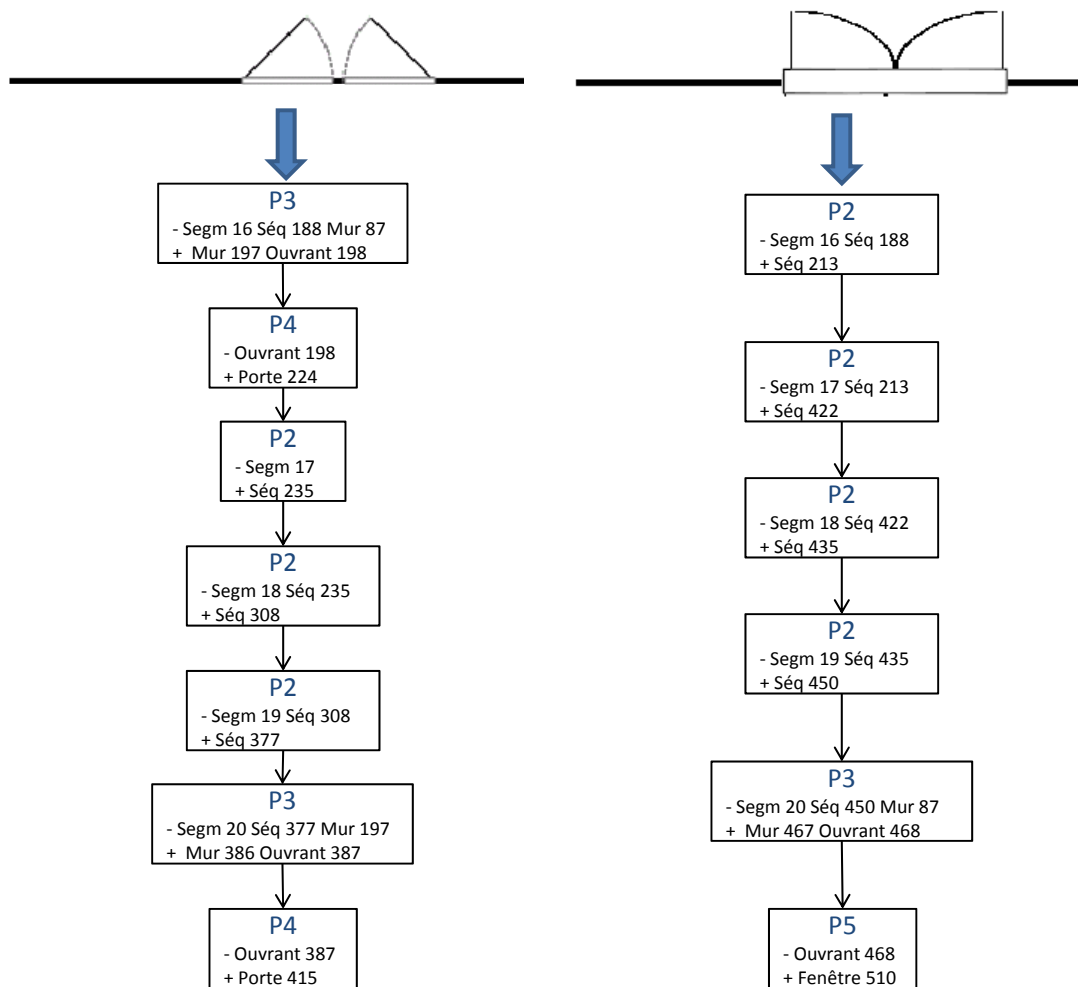 P3
- Segm 16 Séq 188 Mur 87
+ Mur 197 Ouvrant 198
P4
- Ouvrant 198
+ Porte 224
P2
- Segm 17
+ Séq 235
P2
- Segm 18 Séq 235
+ Séq 308
P2
- Segm 19 Séq 308
+ Séq 377
P3
- Segm 20 Séq 377 Mur 197
+ Mur 386 Ouvrant 387
P4
- Ouvrant 387
+ Porte 415
P2
- Segm 16 Séq 188
+ Séq 213
P2
- Segm 17 Séq 213
+ Séq 422
P2
- Segm 18 Séq 422
+ Séq 435
P2
- Segm 19 Séq 435
+ Séq 450
P3
- Segm 20 Séq 450 Mur 87
+ Mur 467 Ouvrant 468
P5
- Ouvrant 468
+ Fenêtre 510